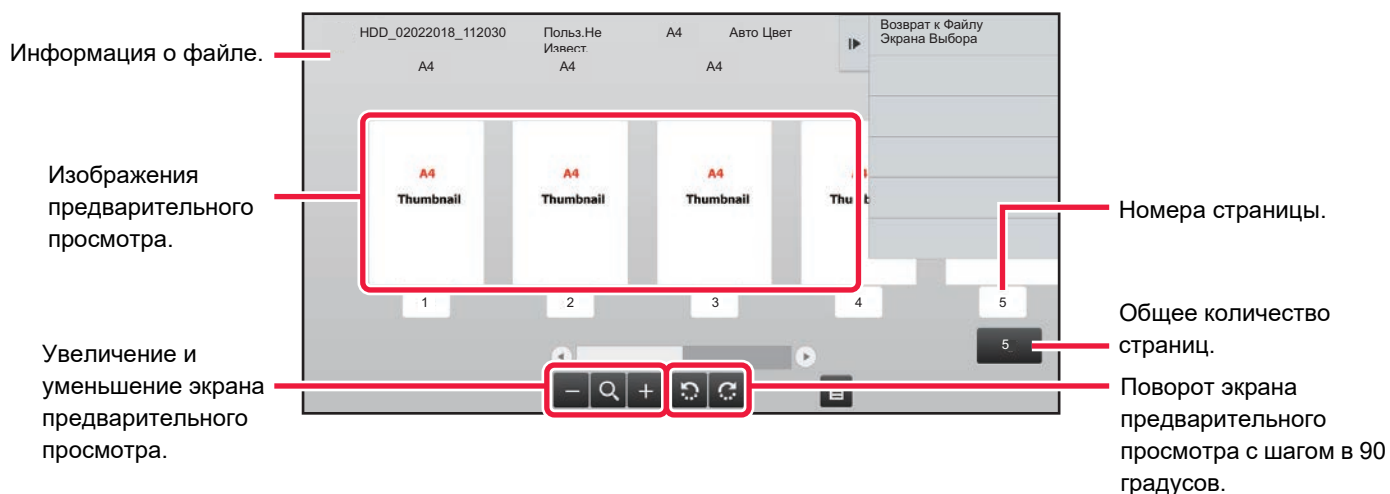 Информация о файле.
HDD_02022018_112030 Польз.Не Извест. A4 Авто Цвет
A4 A4 A4
Возврат к Файлу
Экрана Выбора
Изображения
предварительного
просмотра.
A4 A4 A4
Thumbnail Thumbnail Thumbnail
Номера страницы.
1 2 3 4 5
Общее количество
страниц.
5
Увеличение и
уменьшение экрана
предварительного
просмотра.
Поворот экрана
предварительного
просмотра с шагом в 90
градусов.